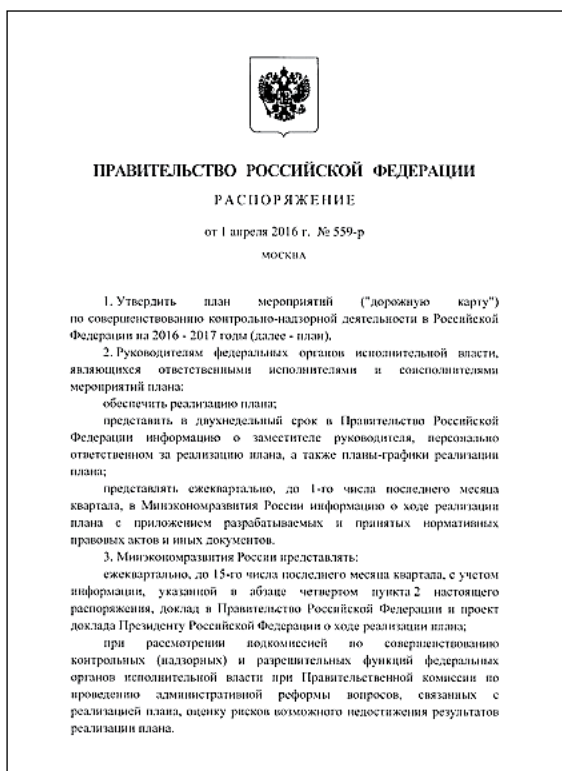 ПРАВИТЕЛЬСТВО РОССИЙСКОЙ ФЕДЕРАЦИИ
РАСПОРЯЖЕНИЕ
от 1 апреля 2016 г. № 559-р
МОСКВА
1. Утвердить план мероприятий ("дорожную карту")
по совершенствованию контрольно-надзорной деятельности в Российской
Федерации на 2016 - 2017 годы (далее - план).
2. Руководителям федеральных органов исполнительной власти,
являющихся ответственными исполнителями и соисполнителями
мероприятий плана:
обеспечить реализацию плана;
представить в двухнедельный срок в Правительство Российской
Федерации информацию о заместителе руководителя, персонально
ответственном за реализацию плана, а также планы-графики реализации
плана;
представлять ежеквартально, до 1-го числа последнего месяца
квартала, в Минэкономразвития России информацию о ходе реализации
плана с приложением разрабатываемых и принятых нормативных
правовых актов и иных документов.
3. Минэкономразвития России представлять:
ежеквартально, до 15-го числа последнего месяца квартала, с учетом
информации, указанной в абзаце четвертом пункта 2 настоящего
распоряжения, доклад в Правительство Российской Федерации и проект
доклада Президенту Российской Федерации о ходе реализации плана;
при рассмотрении подкомиссией по совершенствованию
контрольных (надзорных) и разрешительных функций федеральных
органов исполнительной власти при Правительственной комиссии по
проведению административной реформы вопросов, связанных с
реализацией плана, оценку рисков возможного недостижения результатов
реализации плана.